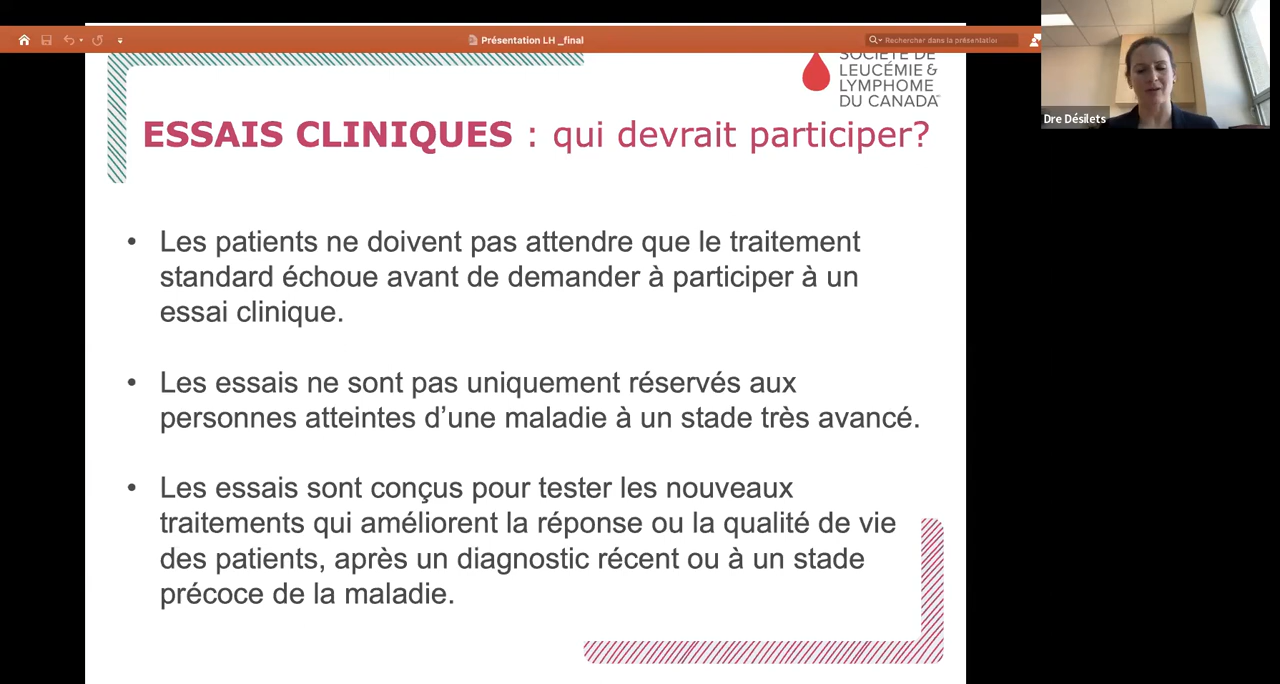 Présentation LH _final
Rechercher dans la présentation
SOCIÉTÉ DE
LEUCÉMIE &
LYMPHOME
DU CANADA
Dre Désilets
ESSAIS CLINIQUES : qui devrait participer?
• Les patients ne doivent pas attendre que le traitement
standard échoue avant de demander à participer à un
essai clinique.
• Les essais ne sont pas uniquement réservés aux
personnes atteintes d’une maladie à un stade très avancé.
• Les essais sont conçus pour tester les nouveaux
traitements qui améliorent la réponse ou la qualité de vie
des patients, après un diagnostic récent ou à un stade
précoce de la maladie.